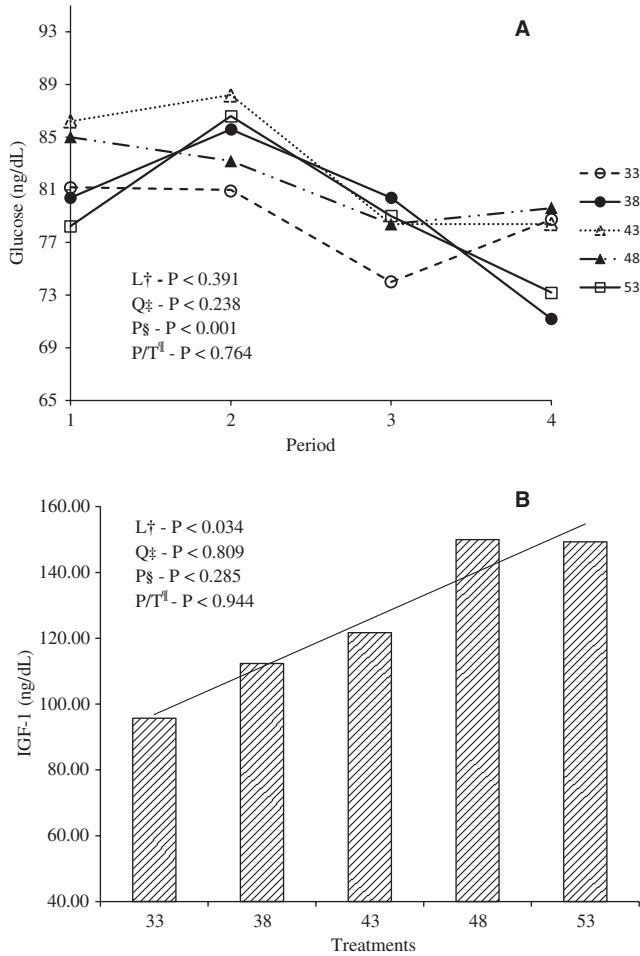 A
93
89
85
81
77
73
69
65
Glucose (ng/dL)
L† - P < 0.391
Q‡ - P < 0.238
P§ - P < 0.001
P/T¶ - P < 0.764
33
38
43
48
53
1 2 3 4
Period
B
160.00
140.00
120.00
100.00
80.00
60.00
40.00
IGF-1 (ng/dL)
L† - P < 0.034
Q‡ - P < 0.809
P§ - P < 0.285
P/T¶ - P < 0.944
33 38 43 48 53
Treatments